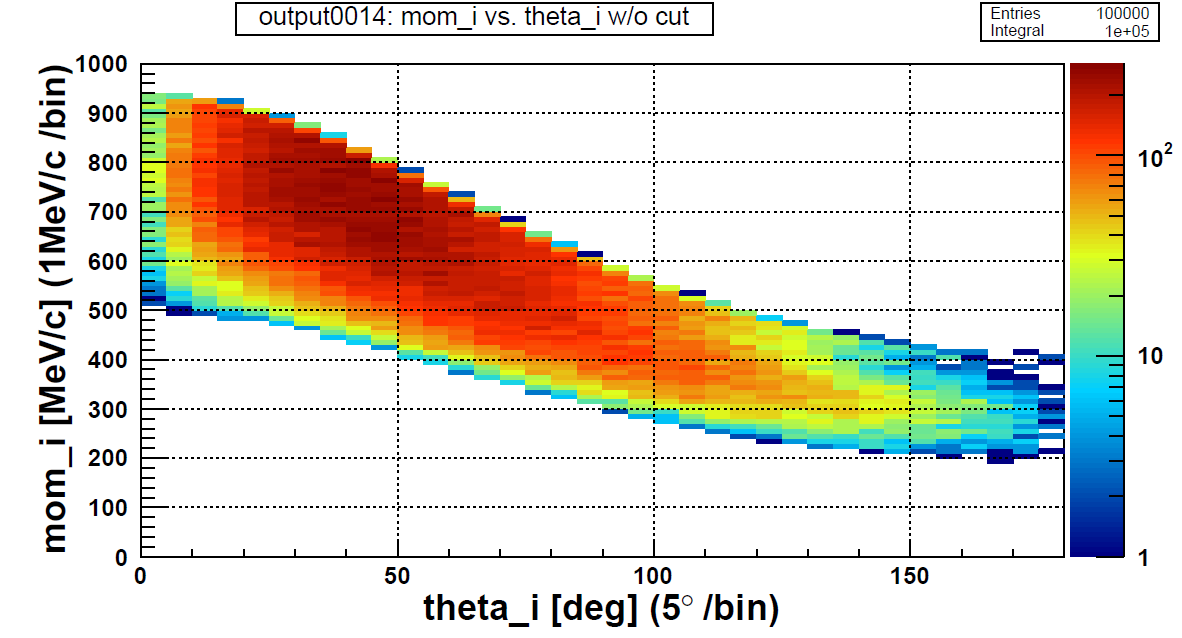 output0014: mom_i vs. theta_i w/o cut
Entries 100000
Integral 1e+05
mom_i [MeV/c] (1MeV/c /bin)
1000
900
800
700
600
500
400
300
200
100
0
0 50 100 150
theta_i [deg] (5° /bin)
10²
10
1